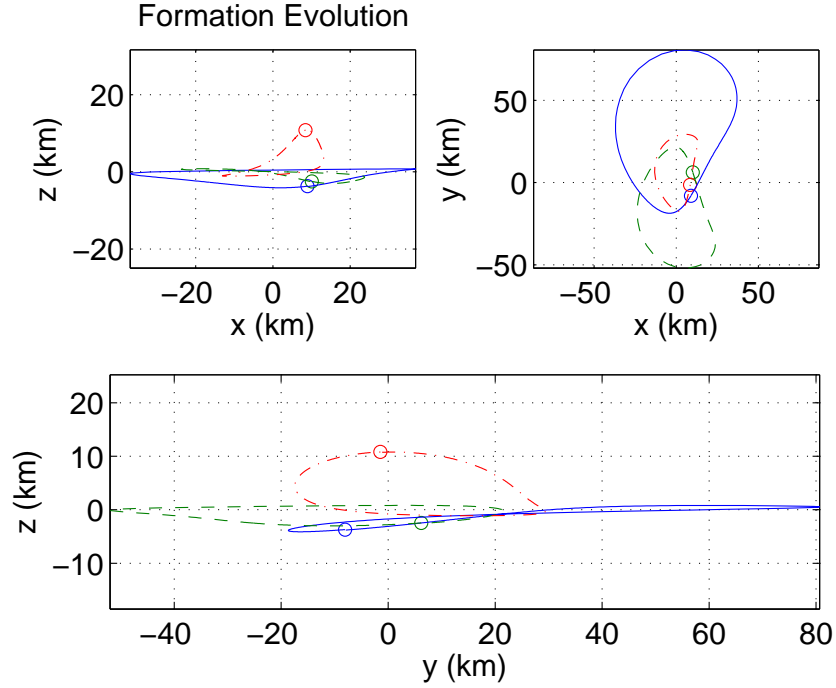 Formation Evolution
20
0
−20
z (km)
−20 0 20
x (km)
50
0
−50
y (km)
−50 0 50
x (km)
20
10
0
−10
z (km)
−40 −20 0 20 40 60 80
y (km)